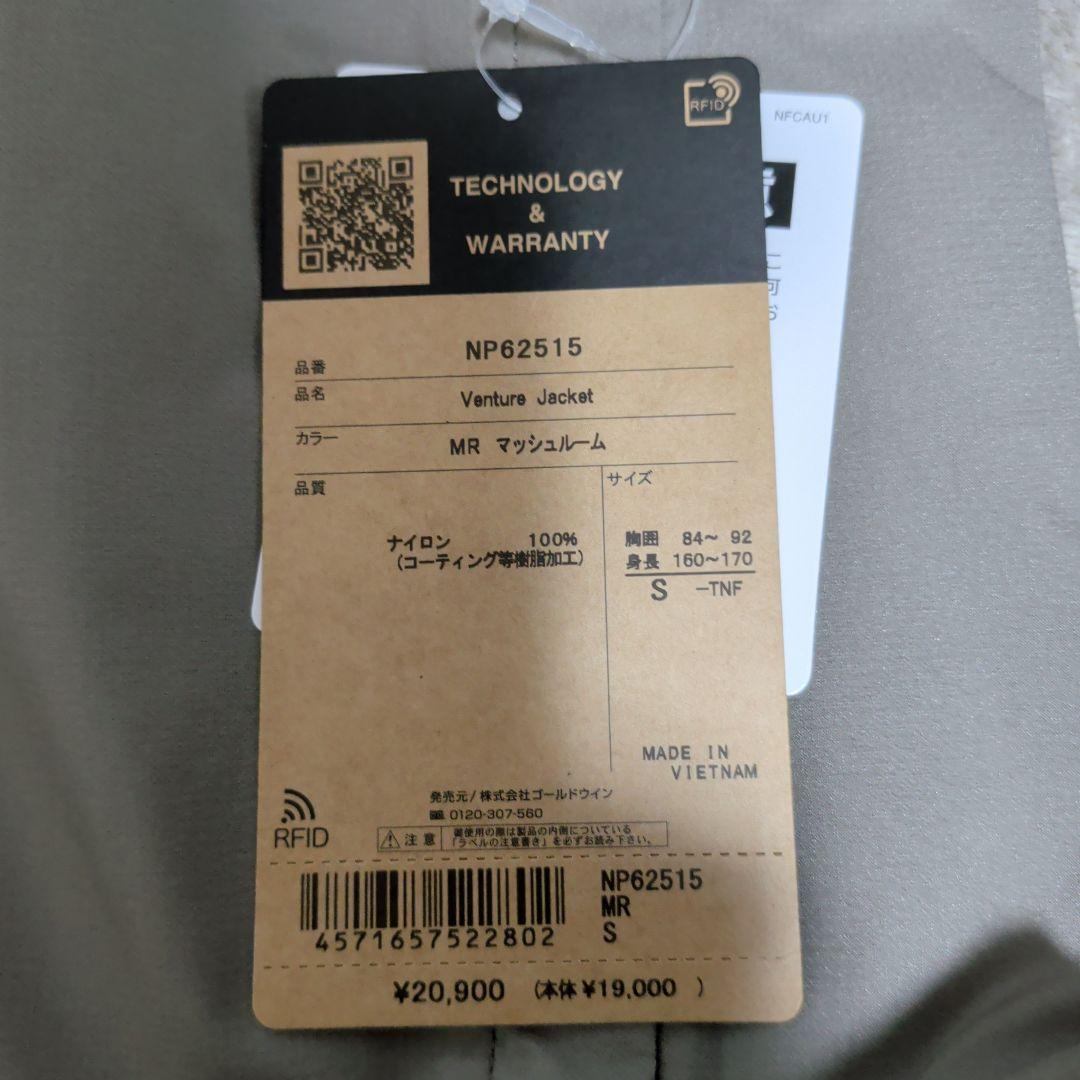 RFID
NFCAU1
TECHNOLOGY
&
WARRANTY
に
可
お
品番 NP62515
品名 Venture Jacket
カラー MR マッシュルーム
品質
ナイロン 100%
(コーティング等樹脂加工)
サイズ
胸囲 84〜 92
身長 160〜170
S -TNF
MADE IN
VIETNAM
発売元/株式会社ゴールドウイン
0120-307-560
RFID
注意 御使用の際は製品の内側についている
「ラベルの注意書き」を必ずお読み下さい。
4571657522802
NP62515
MR
S
¥20,900 (本体 ¥19,000 )